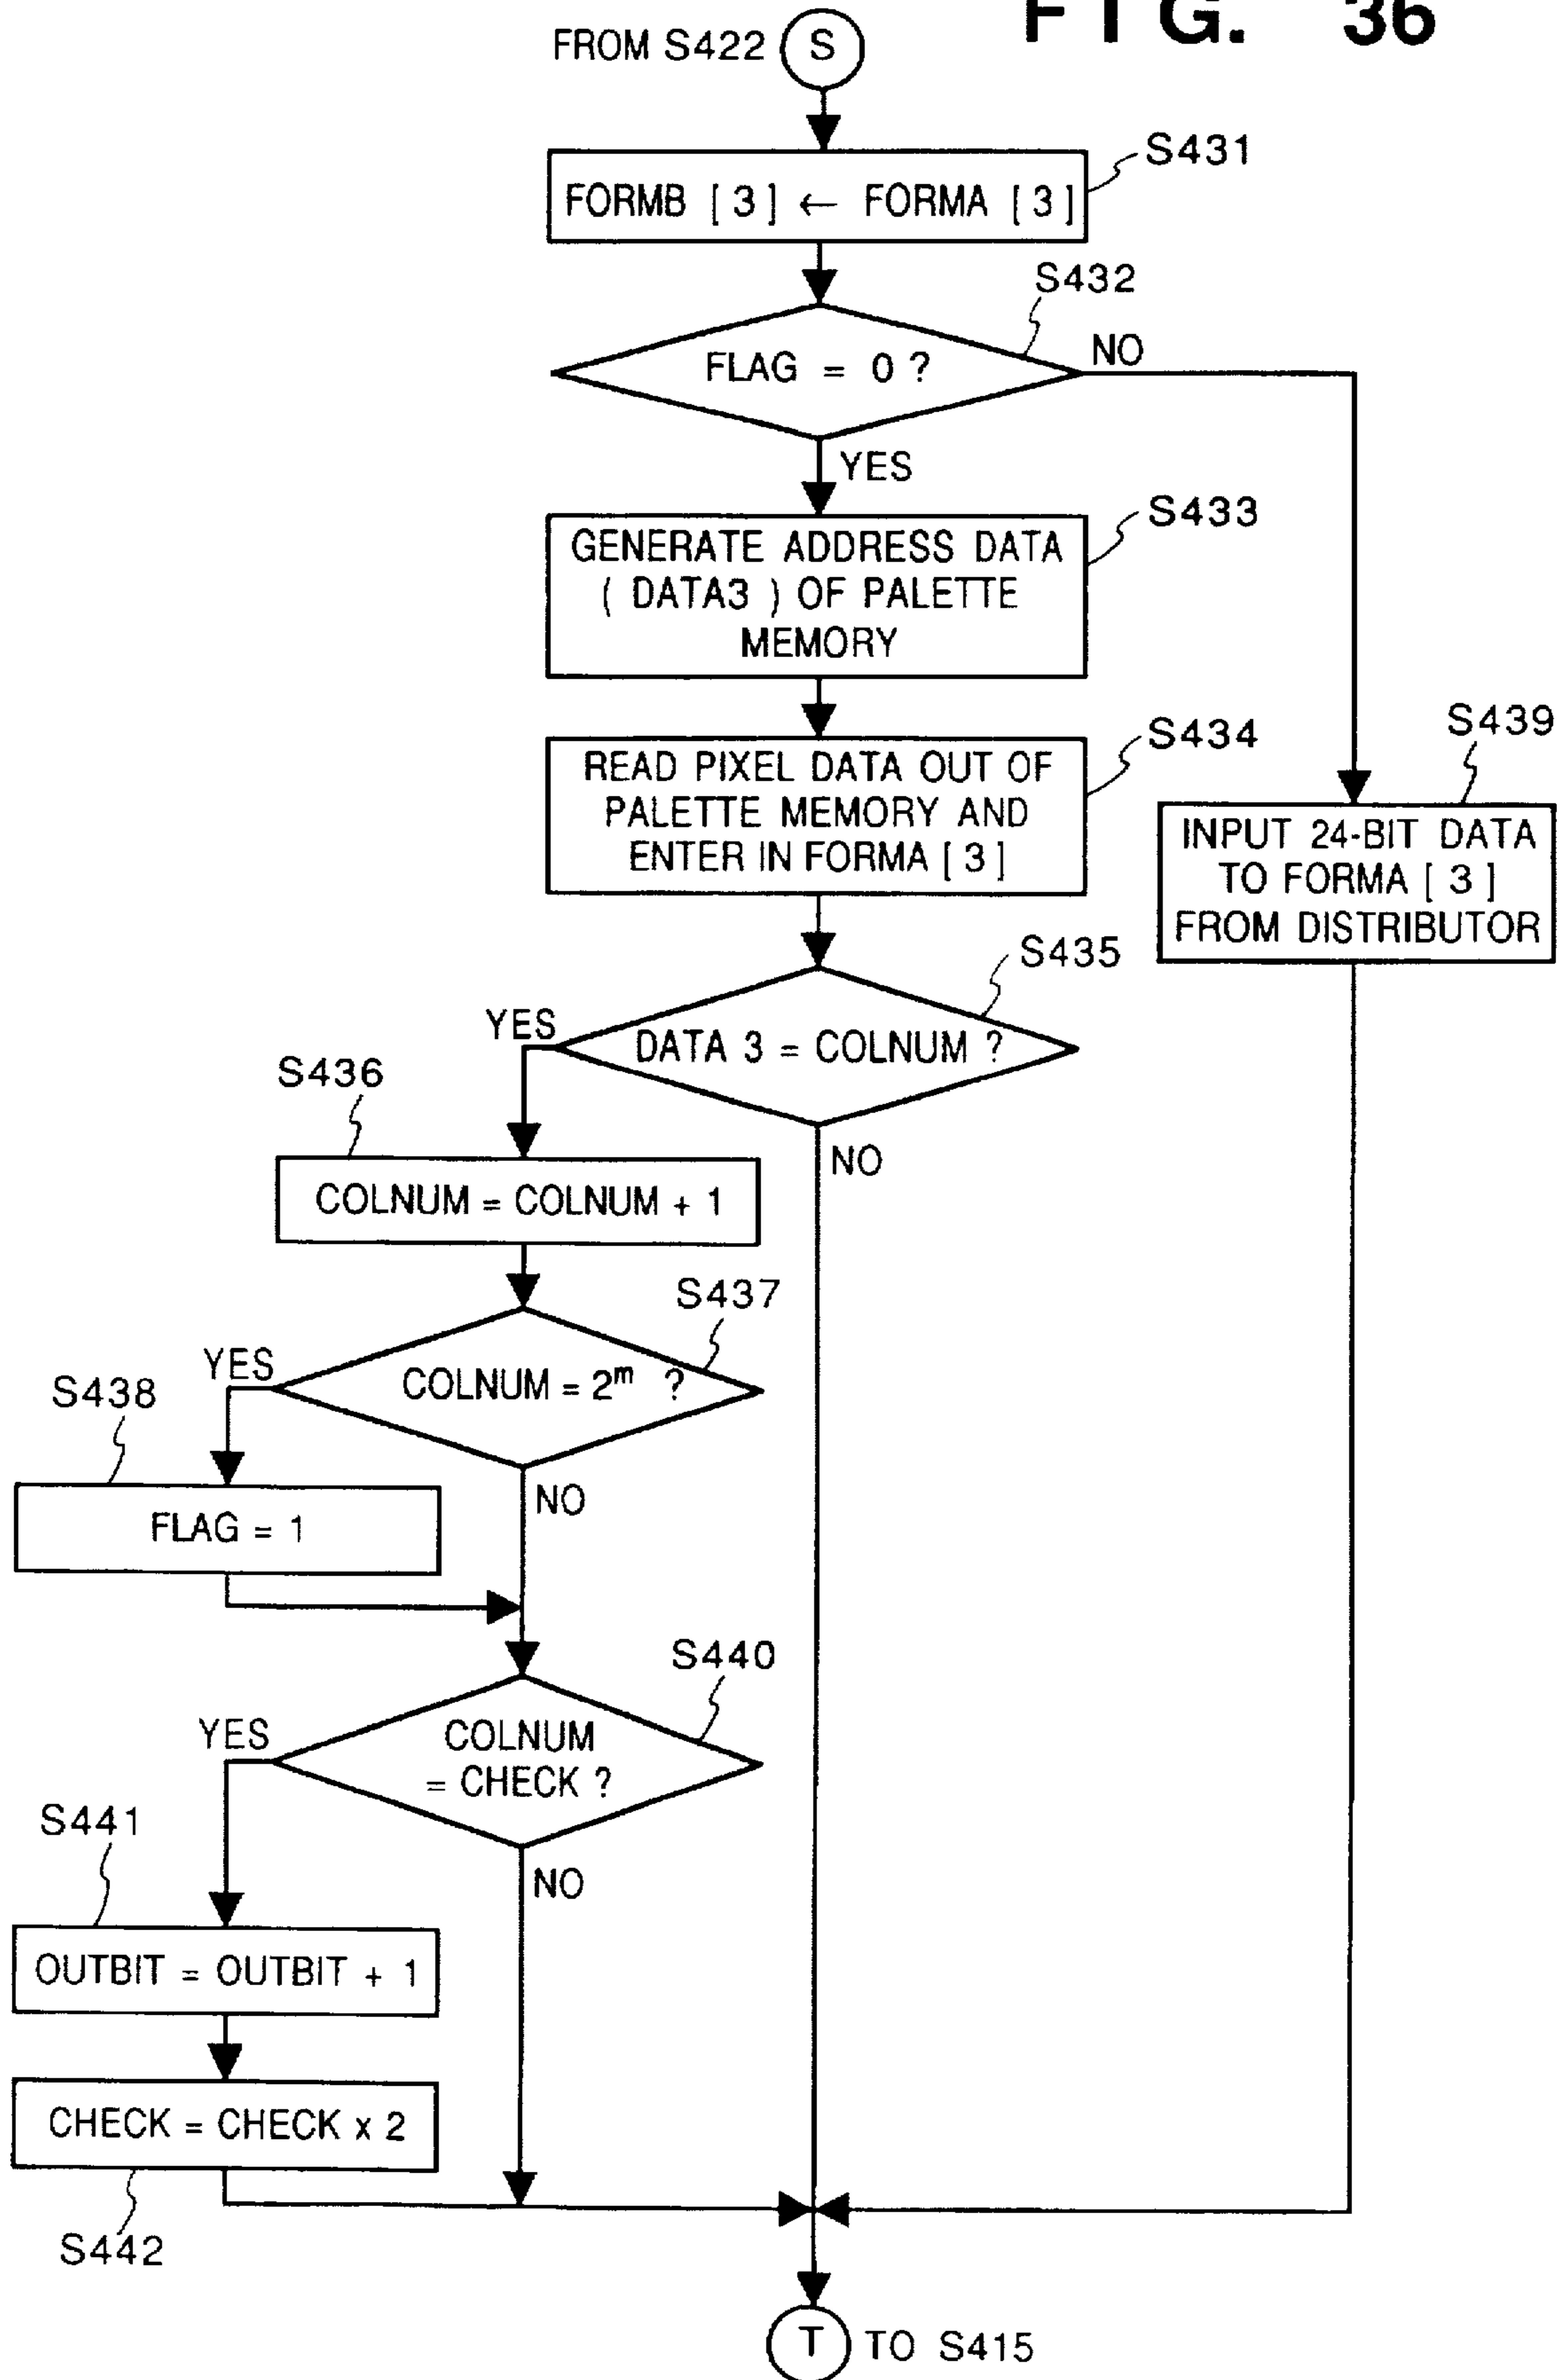 FIG. 36
FROM S422 S
S431
FORMB [ 3 ] ← FORMA [ 3 ]
S432
FLAG = 0 ?
NO
YES
S433
GENERATE ADDRESS DATA
( DATA3 ) OF PALETTE
MEMORY
S434
READ PIXEL DATA OUT OF
PALETTE MEMORY AND
ENTER IN FORMA [ 3 ]
S439
INPUT 24-BIT DATA
TO FORMA [ 3 ]
FROM DISTRIBUTOR
S435
YES
DATA 3 = COLNUM ?
NO
S436
COLNUM = COLNUM + 1
S437
YES
COLNUM = 2^m ?
NO
S438
FLAG = 1
S440
YES
COLNUM
= CHECK ?
NO
S441
OUTBIT = OUTBIT + 1
CHECK = CHECK x 2
S442
T TO S415